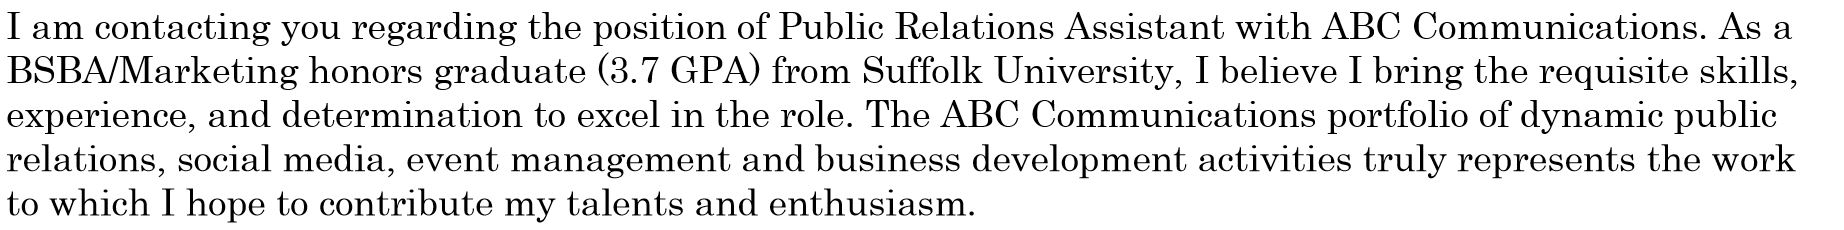 I am contacting you regarding the position of Public Relations Assistant with ABC Communications. As a
BSBA/Marketing honors graduate (3.7 GPA) from Suffolk University, I believe I bring the requisite skills,
experience, and determination to excel in the role. The ABC Communications portfolio of dynamic public
relations, social media, event management and business development activities truly represents the work
to which I hope to contribute my talents and enthusiasm.